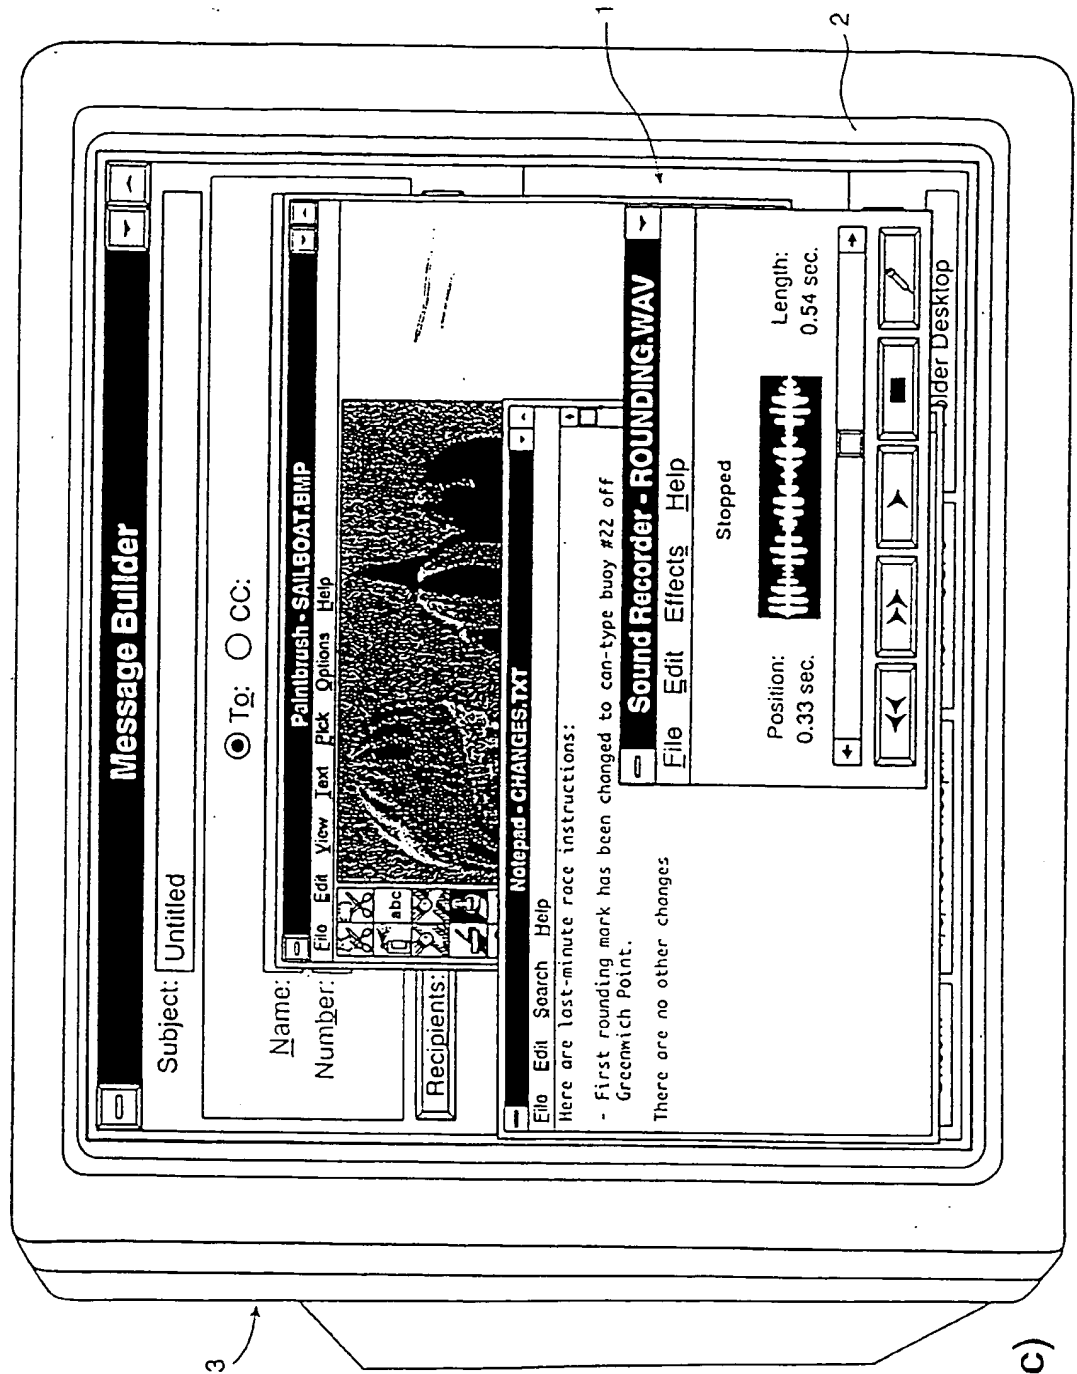 Message Builder
Subject: Untitled
To: CC:
Name:
Number:
Recipients:
Paintbrush - SAILBOAT.BMP
File Edit View Text Pick Options Help
abc
Notepad - CHANGES.TXT
File Edit Search Help
Here are last-minute race instructions:
- First rounding mark has been changed to can-type buoy #22 off
Greenwich Point.
There are no other changes
Sound Recorder - ROUNDING.WAV
File Edit Effects Help
Stopped
Position: Length:
0.33 sec. 0.54 sec.
Desktop
1
2
3
c)